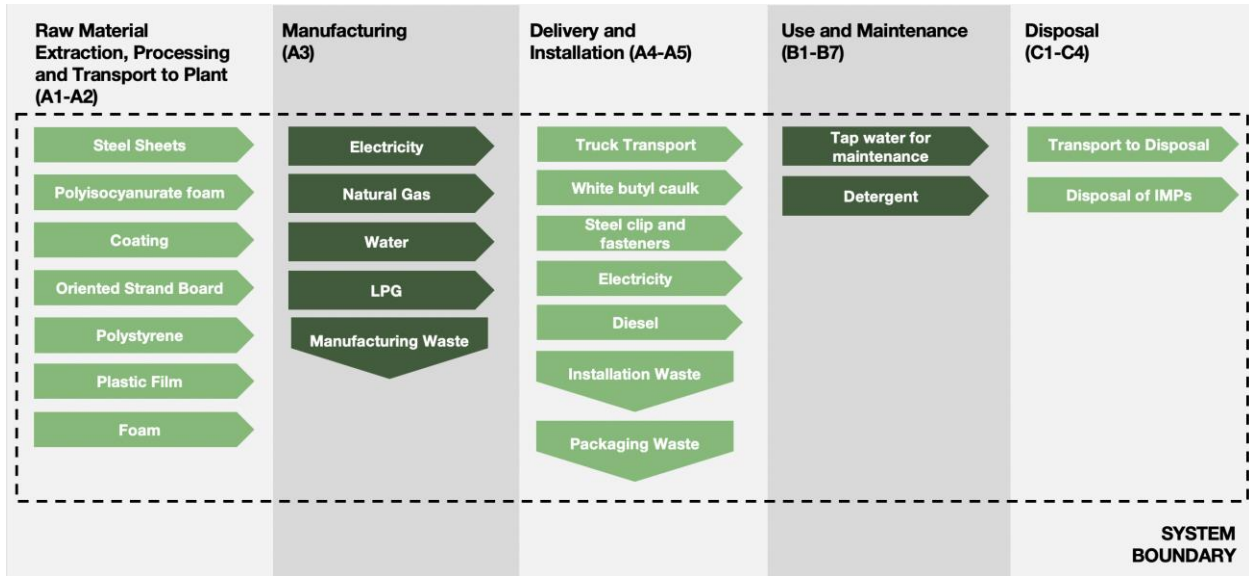 Raw Material
Extraction, Processing
and Transport to Plant
(A1-A2)
Steel Sheets
Polyisocyanurate foam
Coating
Oriented Strand Board
Polystyrene
Plastic Film
Foam
Manufacturing
(A3)
Electricity
Natural Gas
Water
LPG
Manufacturing Waste
Delivery and
Installation (A4-A5)
Truck Transport
White butyl caulk
Steel clip and
fasteners
Electricity
Diesel
Installation Waste
Packaging Waste
Use and Maintenance
(B1-B7)
Tap water for
maintenance
Detergent
Disposal
(C1-C4)
Transport to Disposal
Disposal of IMPs
SYSTEM
BOUNDARY